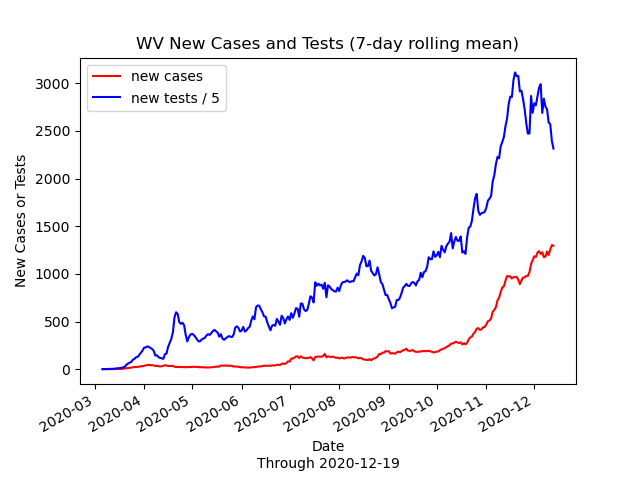 WV New Cases and Tests (7-day rolling mean)
new cases
new tests / 5
New Cases or Tests
3000
2500
2000
1500
1000
500
0
2020-03
2020-04
2020-05
2020-06
2020-07
2020-08
2020-09
2020-10
2020-11
2020-12
Date
Through 2020-12-19